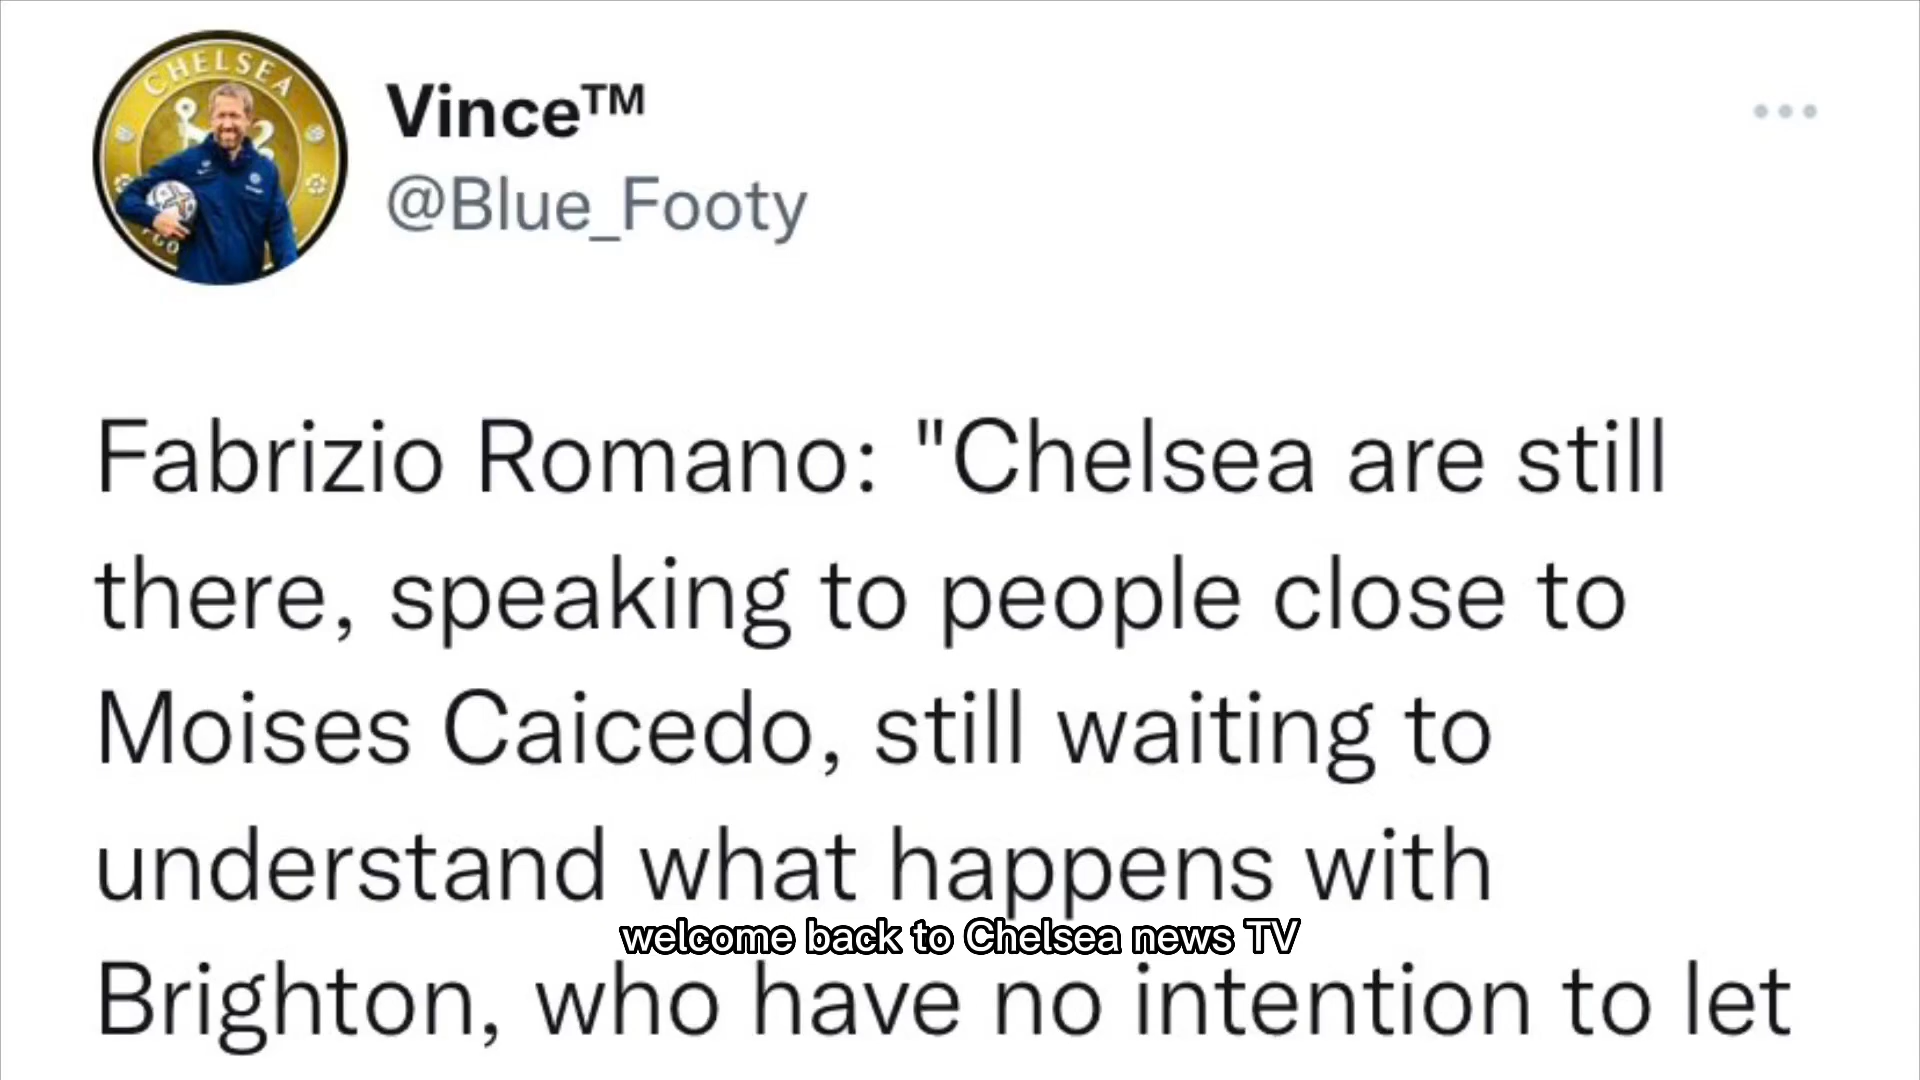 CHELSEA
Vince™
@Blue_Footy
Fabrizio Romano: "Chelsea are still
there, speaking to people close to
Moises Caicedo, still waiting to
understand what happens with
welcome back to Chelsea news TV
Brighton, who have no intention to let